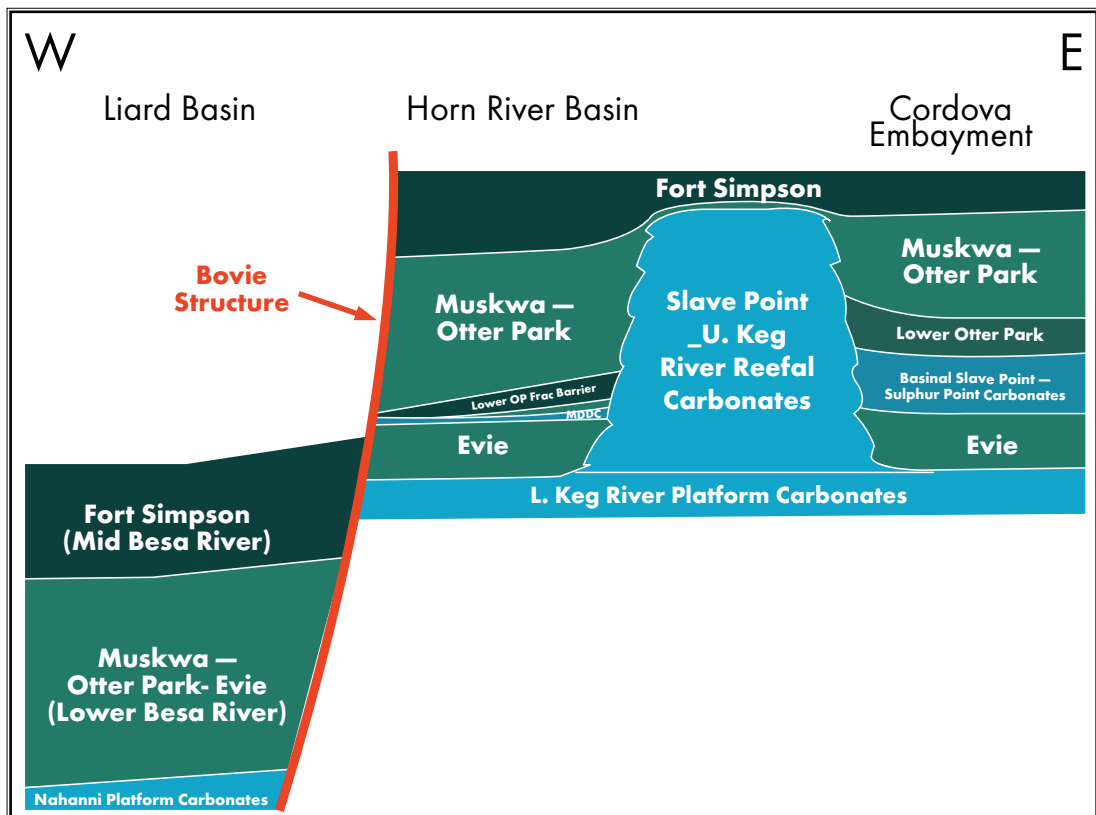 W
E
Liard Basin
Horn River Basin
Cordova
Embayment
Fort Simpson
Bovie
Structure
Muskwa —
Otter Park
Slave Point
_U. Keg
River Reefal
Carbonates
Muskwa —
Otter Park
Lower Otter Park
Lower OP Frac Barrier
MDDC
Basinal Slave Point —
Sulphur Point Carbonates
Evie
Evie
L. Keg River Platform Carbonates
Fort Simpson
(Mid Besa River)
Muskwa —
Otter Park- Evie
(Lower Besa River)
Nahanni Platform Carbonates